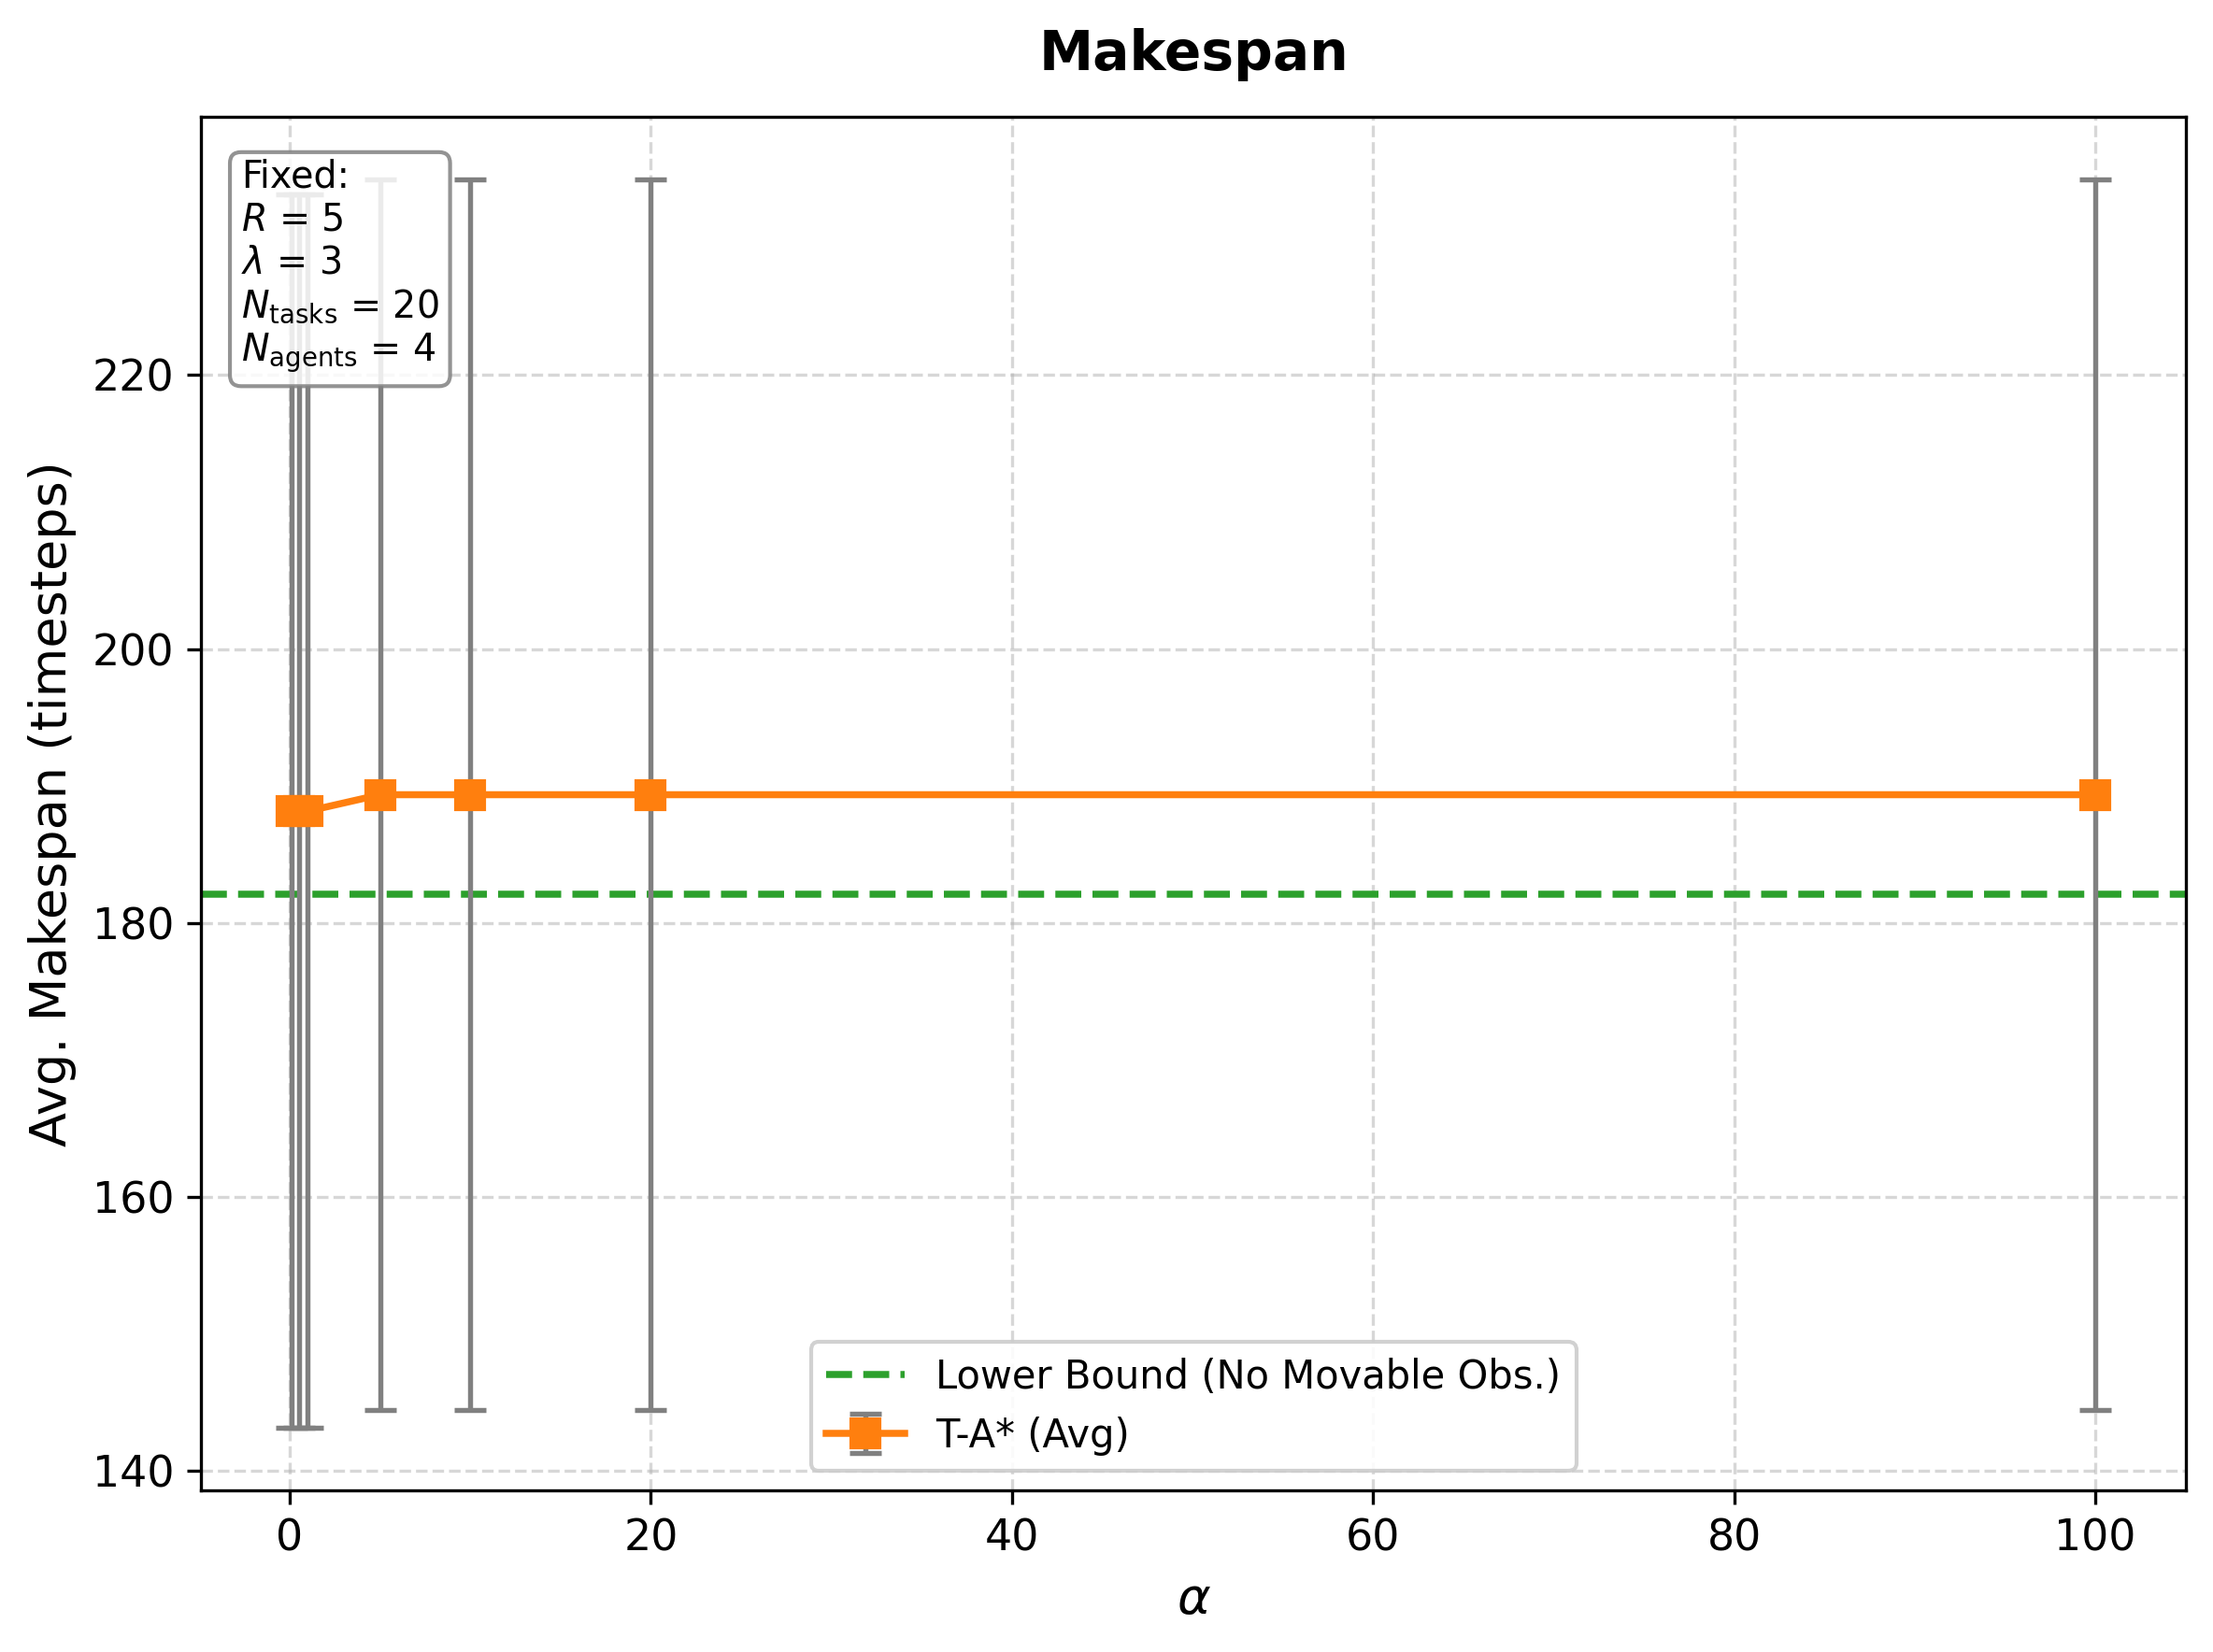 Makespan
Fixed:
R = 5
λ = 3
N_tasks = 20
N_agents = 4
220
200
180
160
140
Avg. Makespan (timesteps)
Lower Bound (No Movable Obs.)
T-A* (Avg)
0 20 40 60 80 100
α